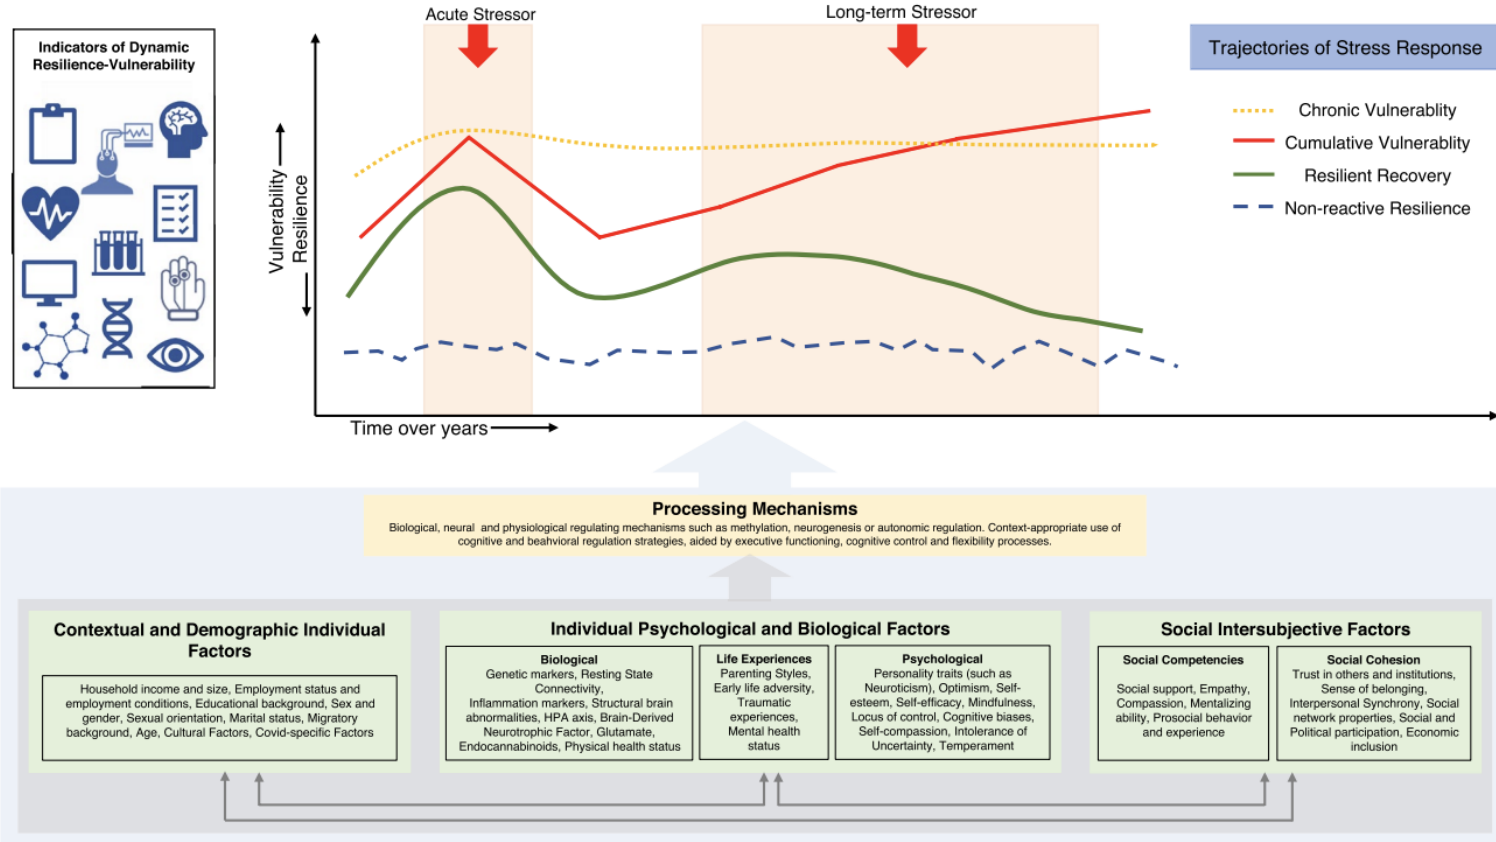 Indicators of Dynamic
Resilience-Vulnerability
Acute Stressor
Long-term Stressor
Vulnerability
Resilience
Time over years
Trajectories of Stress Response
Chronic Vulnerablity
Cumulative Vulnerablity
Resilient Recovery
Non-reactive Resilience
Processing Mechanisms
Biological, neural and physiological regulating mechanisms such as methylation, neurogenesis or autonomic regulation. Context-appropriate use of
cognitive and beahvioral regulation strategies, aided by executive functioning, cognitive control and flexibility processes.
Contextual and Demographic Individual
Factors
Household income and size, Employment status and
employment conditions, Educational background, Sex and
gender, Sexual orientation, Marital status, Migratory
background, Age, Cultural Factors, Covid-specific Factors
Individual Psychological and Biological Factors
Biological
Genetic markers, Resting State
Connectivity,
Inflammation markers, Structural brain
abnormalities, HPA axis, Brain-Derived
Neurotrophic Factor, Glutamate,
Endocannabinoids, Physical health status
Life Experiences
Parenting Styles,
Early life adversity,
Traumatic
experiences,
Mental health
status
Psychological
Personality traits (such as
Neuroticism), Optimism, Self-
esteem, Self-efficacy, Mindfulness,
Locus of control, Cognitive biases,
Self-compassion, Intolerance of
Uncertainty, Temperament
Social Intersubjective Factors
Social Competencies
Social support, Empathy,
Compassion, Mentalizing
ability, Prosocial behavior
and experience
Social Cohesion
Trust in others and institutions,
Sense of belonging,
Interpersonal Synchrony, Social
network properties, Social and
Political participation, Economic
inclusion